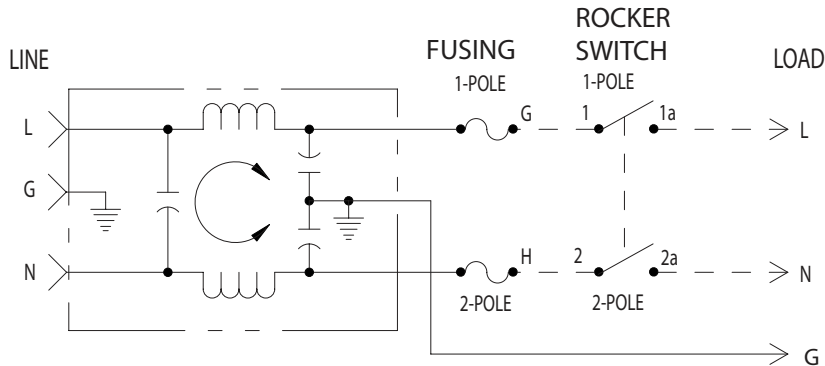 LINE
FUSING
1-POLE
ROCKER
SWITCH
1-POLE
LOAD
L
G
1
1a
L
G
N
H
2
2a
N
2-POLE
2-POLE
G